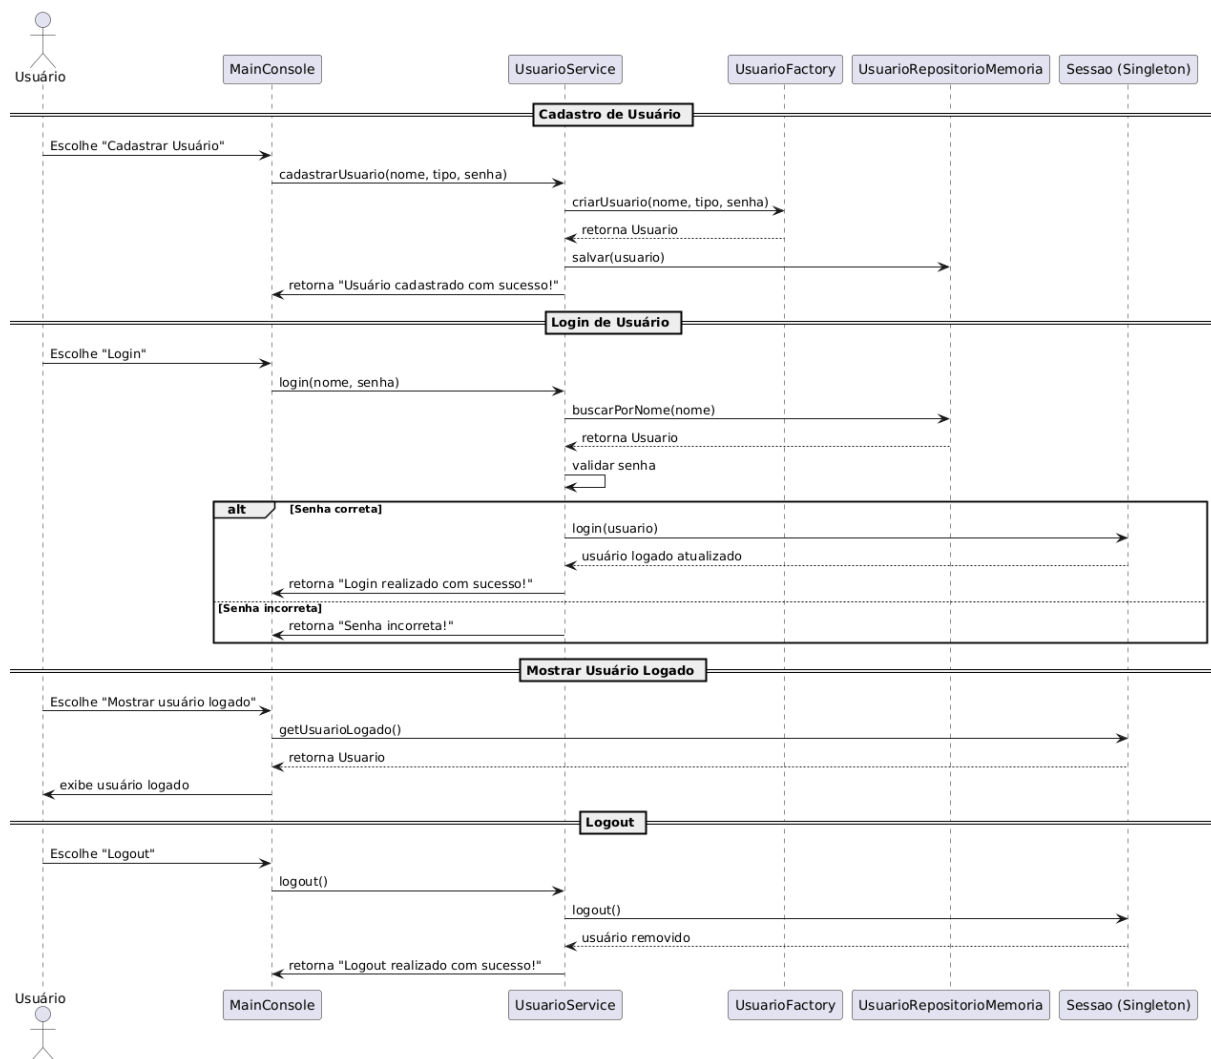 Usuário
MainConsole
UsuarioService
UsuarioFactory
UsuarioRepositorioMemoria
Sessao (Singleton)
Cadastro de Usuário
Escolhe "Cadastrar Usuário"
cadastrarUsuario(nome, tipo, senha)
criarUsuario(nome, tipo, senha)
retorna Usuario
salvar(usuario)
retorna "Usuário cadastrado com sucesso!"
Login de Usuário
Escolhe "Login"
login(nome, senha)
buscarPorNome(nome)
retorna Usuario
validar senha
alt
[Senha correta]
login(usuario)
usuário logado atualizado
retorna "Login realizado com sucesso!"
[Senha incorreta]
retorna "Senha incorreta!"
Mostrar Usuário Logado
Escolhe "Mostrar usuário logado"
getUsuarioLogado()
retorna Usuario
exibe usuário logado
Logout
Escolhe "Logout"
logout()
logout()
usuário removido
retorna "Logout realizado com sucesso!"
Usuário
MainConsole
UsuarioService
UsuarioFactory
UsuarioRepositorioMemoria
Sessao (Singleton)